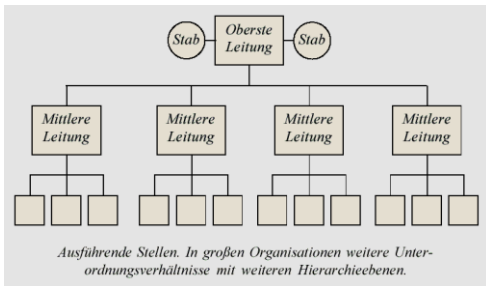 Stab
Oberste
Leitung
Stab
Mittlere
Leitung
Mittlere
Leitung
Mittlere
Leitung
Mittlere
Leitung
Ausführende Stellen. In großen Organisationen weitere Unter-
ordnungsverhältnisse mit weiteren Hierarchieebenen.